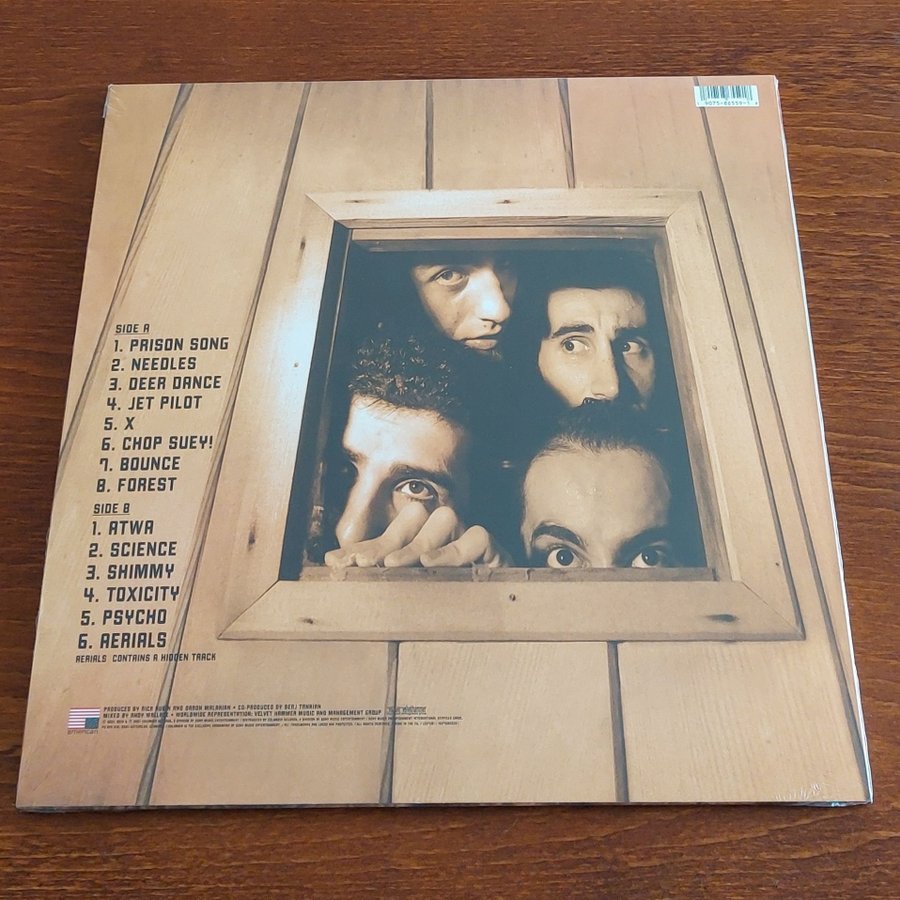 SIDE A
1. PRISON SONG
2. NEEDLES
3. DEER DANCE
4. JET PILOT
5. X
6. CHOP SUEY!
7. BOUNCE
8. FOREST
SIDE B
1. ATWA
2. SCIENCE
3. SHIMMY
4. TOXICITY
5. PSYCHO
6. AERIALS
AERIALS CONTAINS A HIDDEN TRACK
PRODUCED BY RICK RUBIN AND DARON MALAKIAN • CO-PRODUCED BY SERJ TANKIAN
MIXED BY ANDY WALLACE • WORLDWIDE REPRESENTATION: VELVET HAMMER MUSIC AND MANAGEMENT GROUP
american